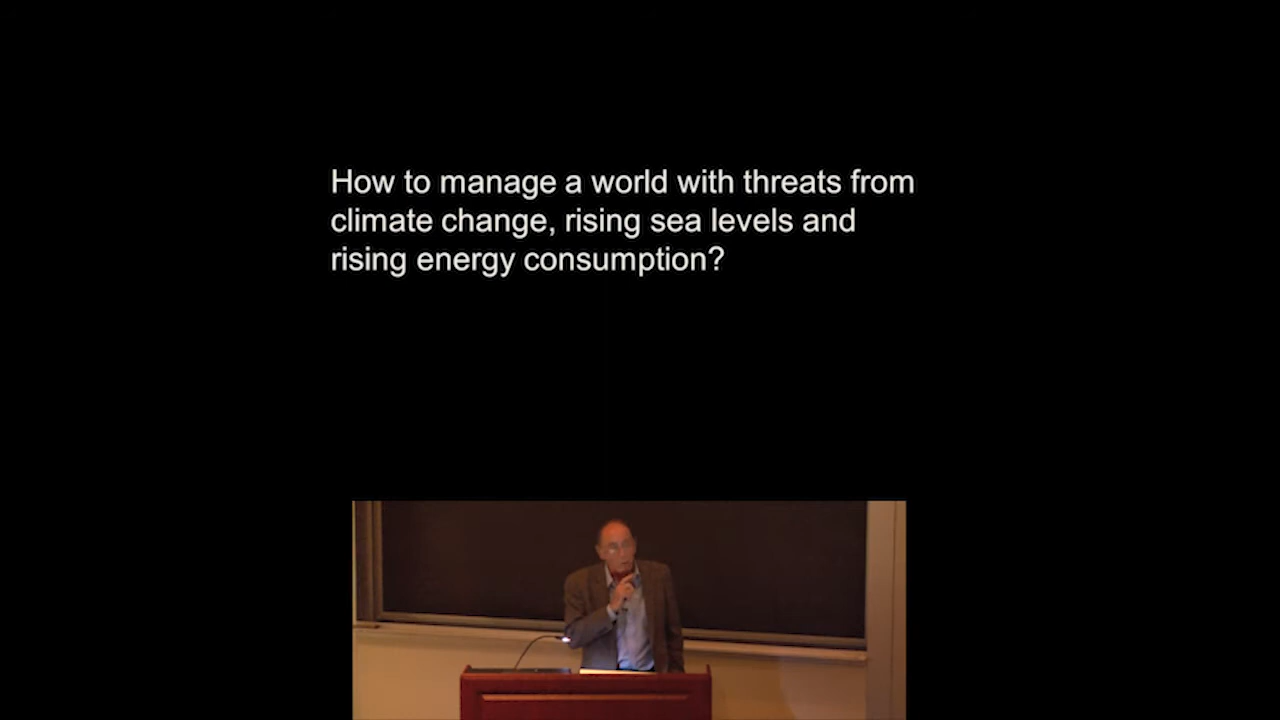 How to manage a world with threats from
climate change, rising sea levels and
rising energy consumption?